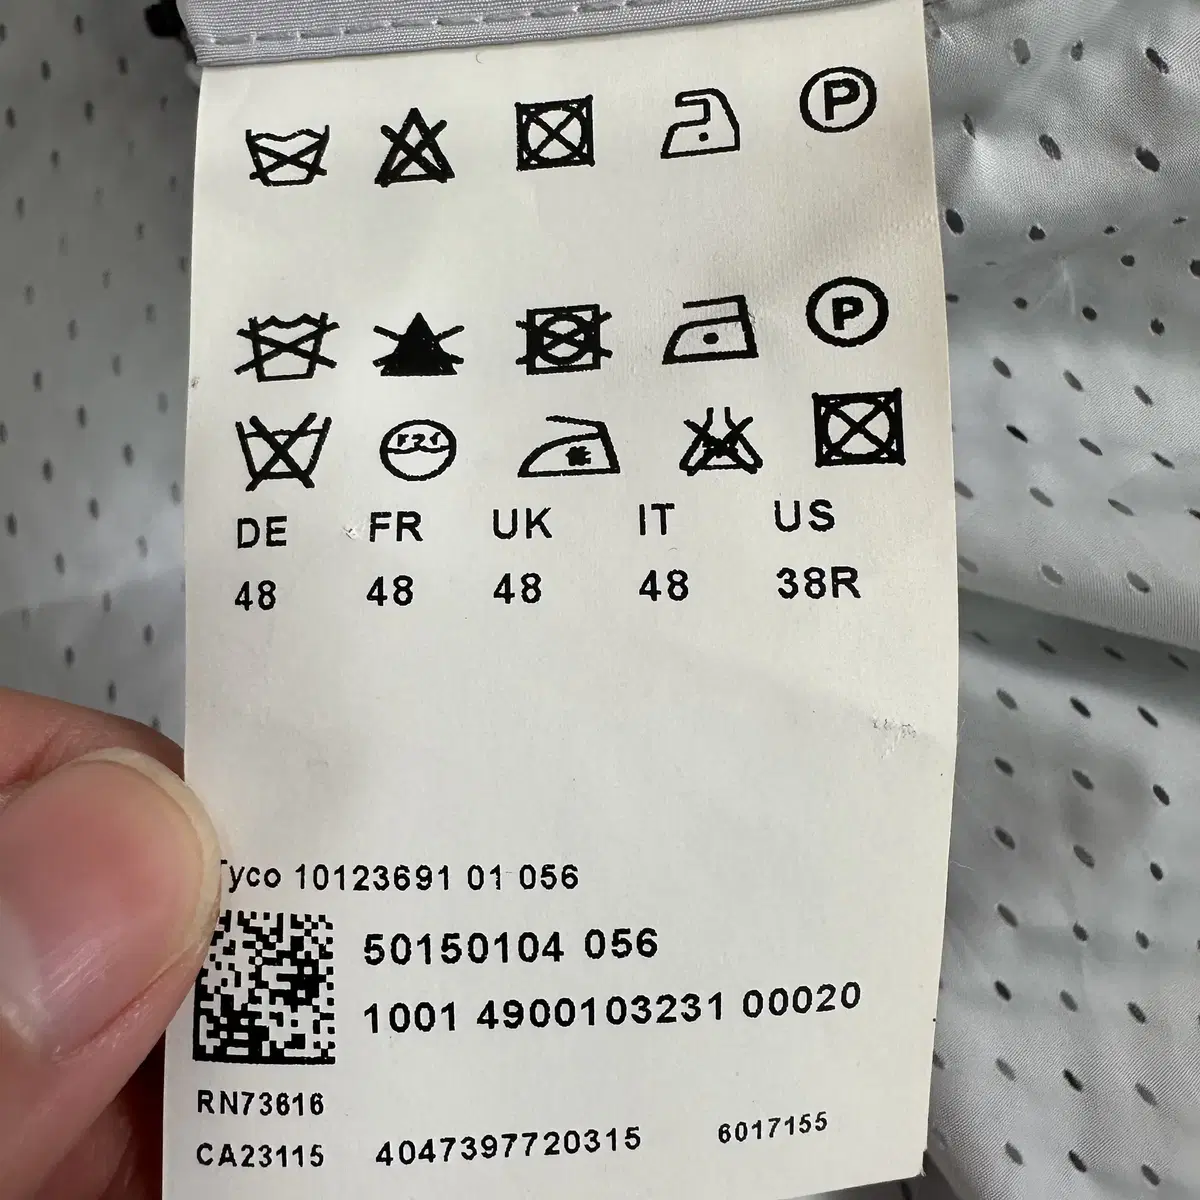 P
P
DE FR UK IT US
48 48 48 48 38R
Tyco 10123691 01 056
50150104 056
1001 4900103231 00020
RN73616
CA23115 4047397720315 6017155